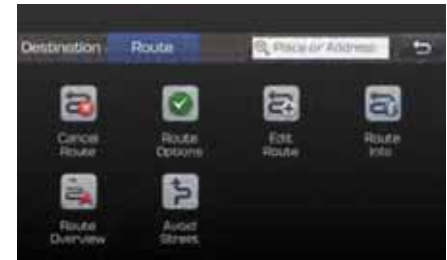 Destination
Route
Place or Address
Cancel
Route
Route
Options
Edit
Route
Route
Info
Route
Overview
Avoid
Street